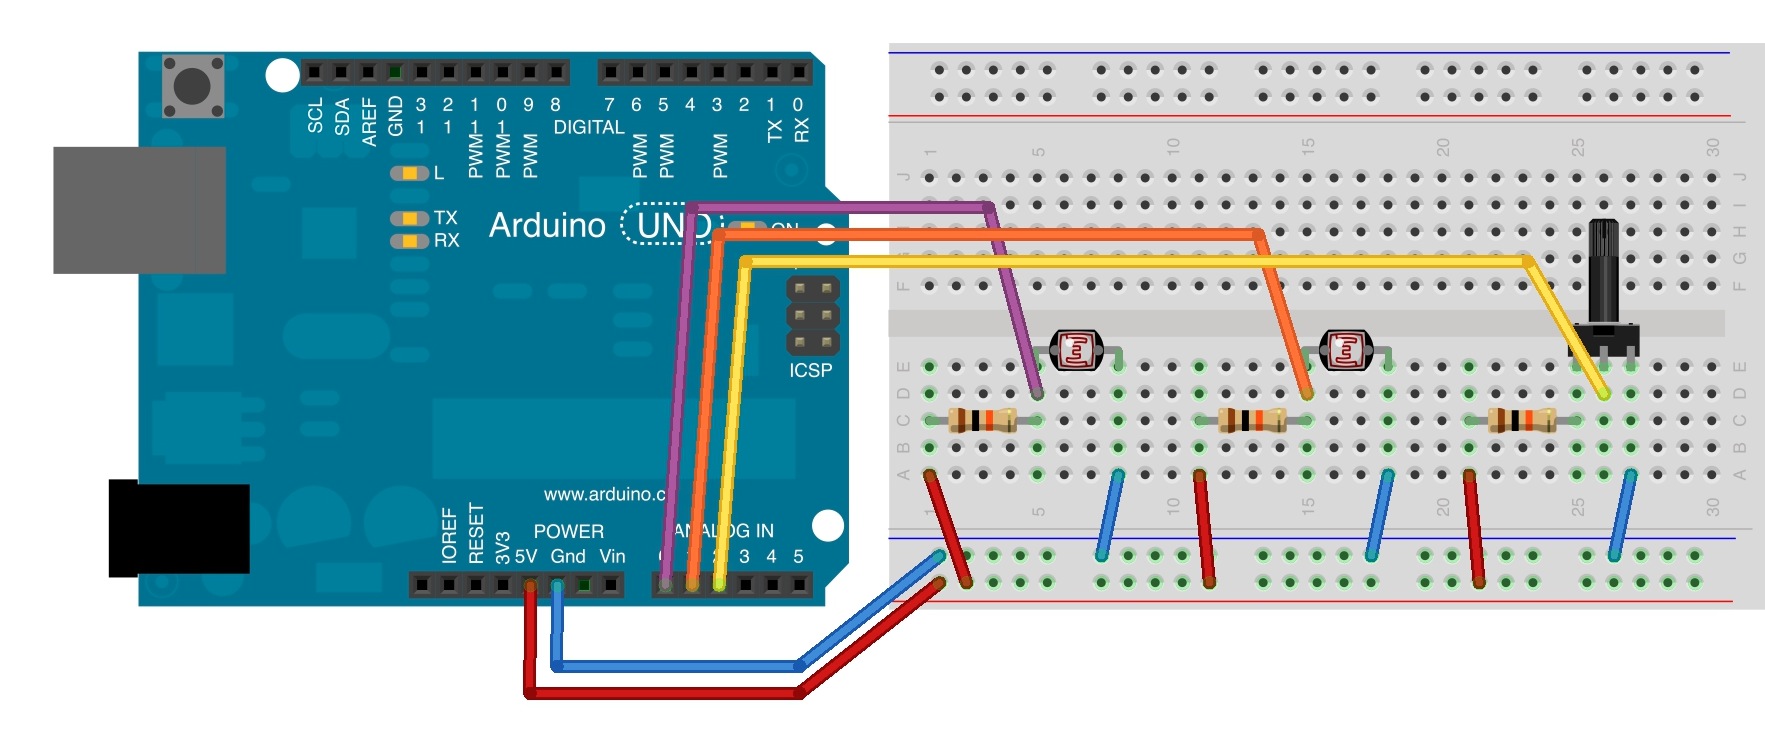 SCL
SDA
AREF
GND
13
12
11
10
9
8
7
6
5
4
3
2
1
0
PWM
PWM
PWM
DIGITAL
PWM
PWM
PWM
TX
RX
L
TX
RX
Arduino UNO
ON
ICSP
www.arduino.c
IOREF
RESET
3V3
POWER
5V Gnd Vin
ANALOG IN
3 4 5
1 5 10 15 20 25 30
J J
I I
H H
G G
F F
E E
D D
C C
B B
A A
1 5 10 15 20 25 30